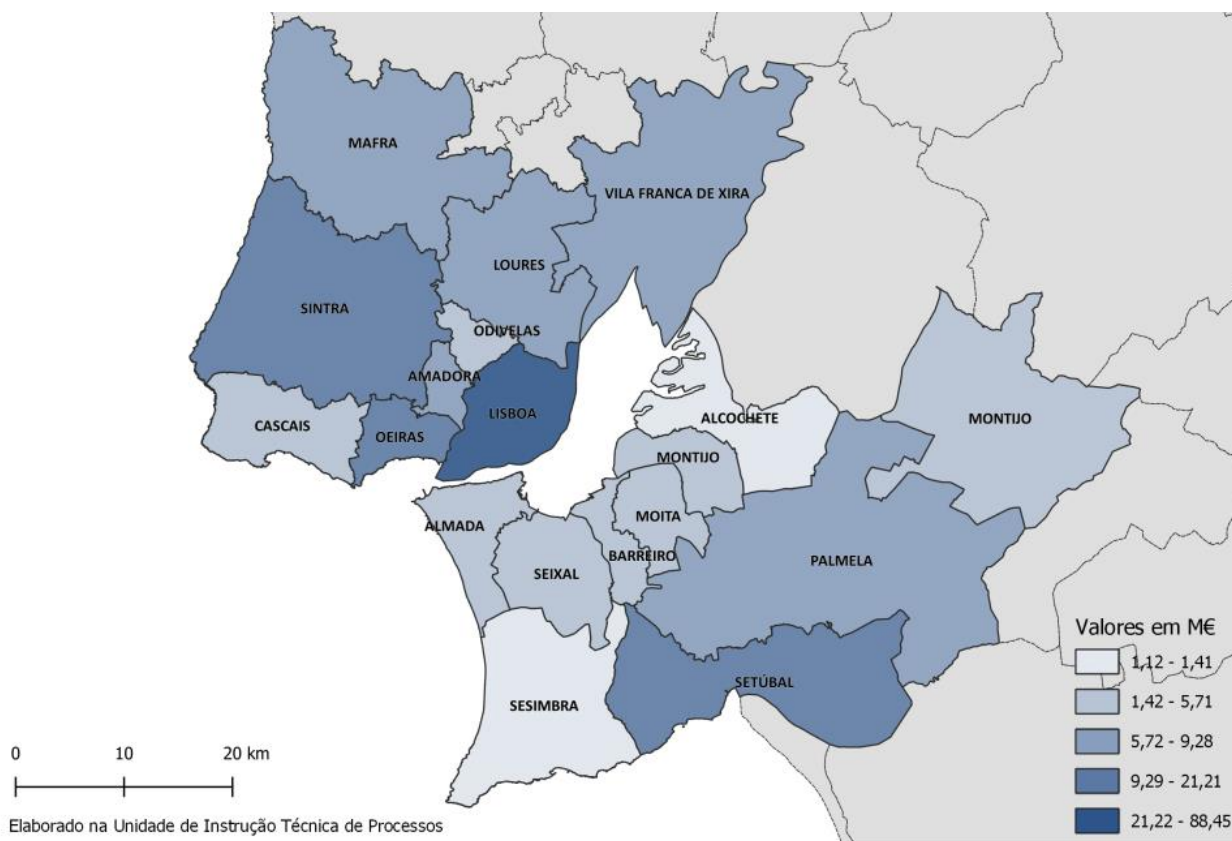 MAFRA
VILA FRANCA DE XIRA
LOURES
SINTRA
ODIVELAS
AMADORA
LISBOA
CASCAIS
OEIRAS
ALCOCHETE
MONTIJO
MONTIJO
MOITA
ALMADA
BARREIRO
SEIXAL
PALMELA
SETÚBAL
SESIMBRA
Valores em M€
1,12 - 1,41
1,42 - 5,71
5,72 - 9,28
9,29 - 21,21
21,22 - 88,45
0 10 20 km
Elaborado na Unidade de Instrução Técnica de Processos